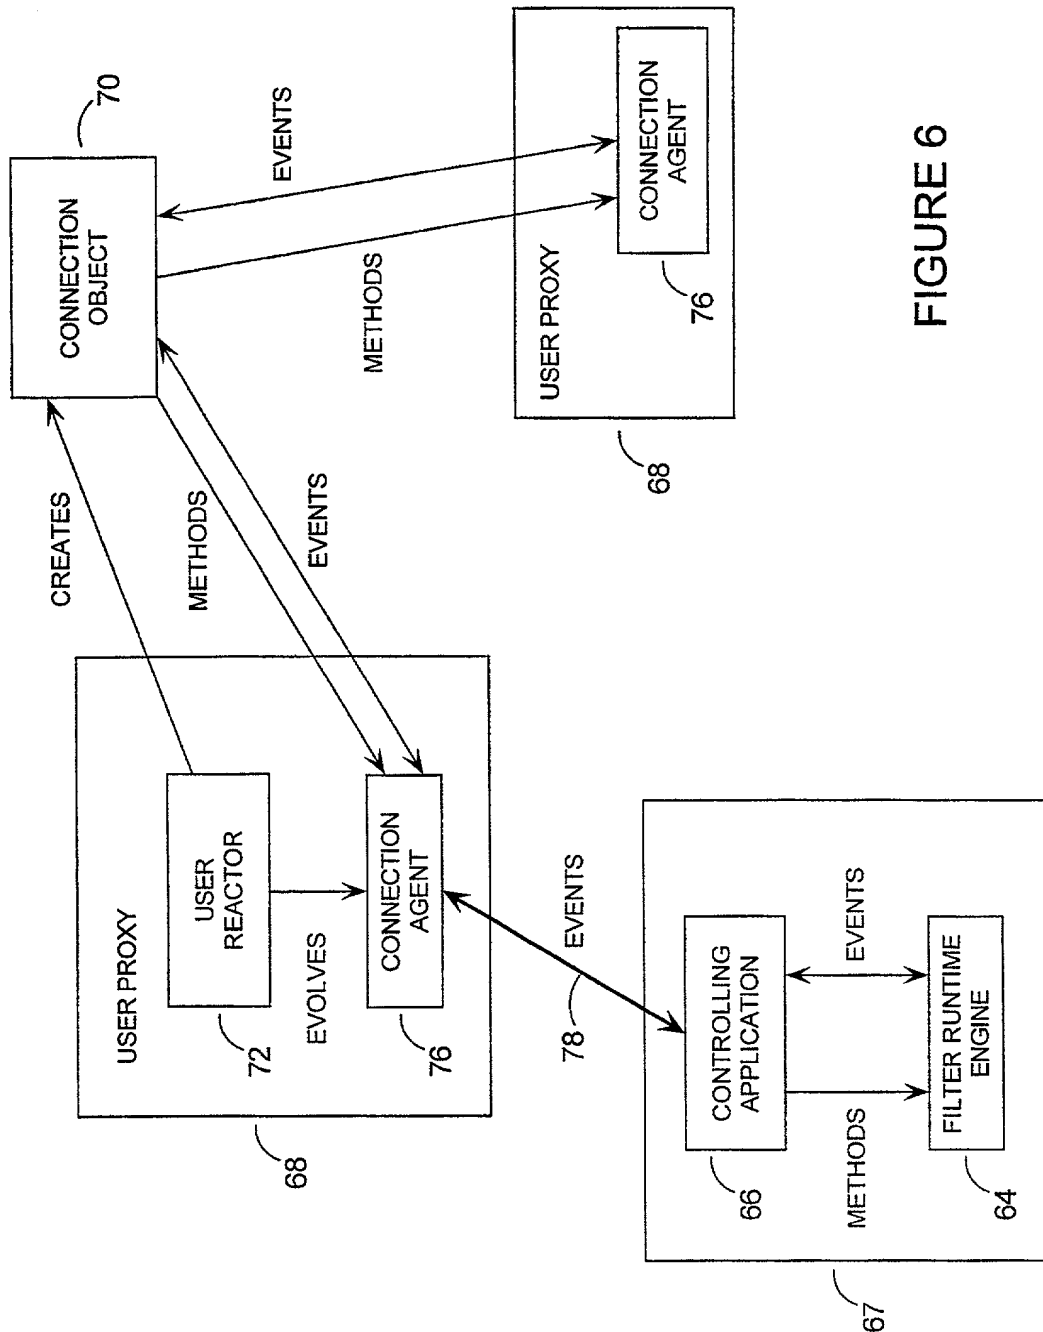 70
CONNECTION
OBJECT
CREATES
METHODS
EVENTS
METHODS
EVENTS
USER PROXY
USER
REACTOR
72
EVOLVES
CONNECTION
AGENT
76
68
USER PROXY
CONNECTION
AGENT
76
68
78
EVENTS
CONTROLLING
APPLICATION
66
METHODS
EVENTS
FILTER RUNTIME
ENGINE
64
67
FIGURE 6